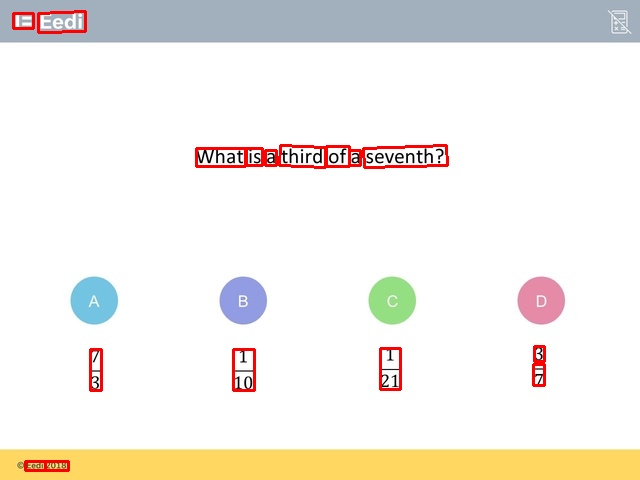 Eedi
What is a third of a seventh?
A B C D
7/3 1/10 1/21 3/7
© Eedi 2018